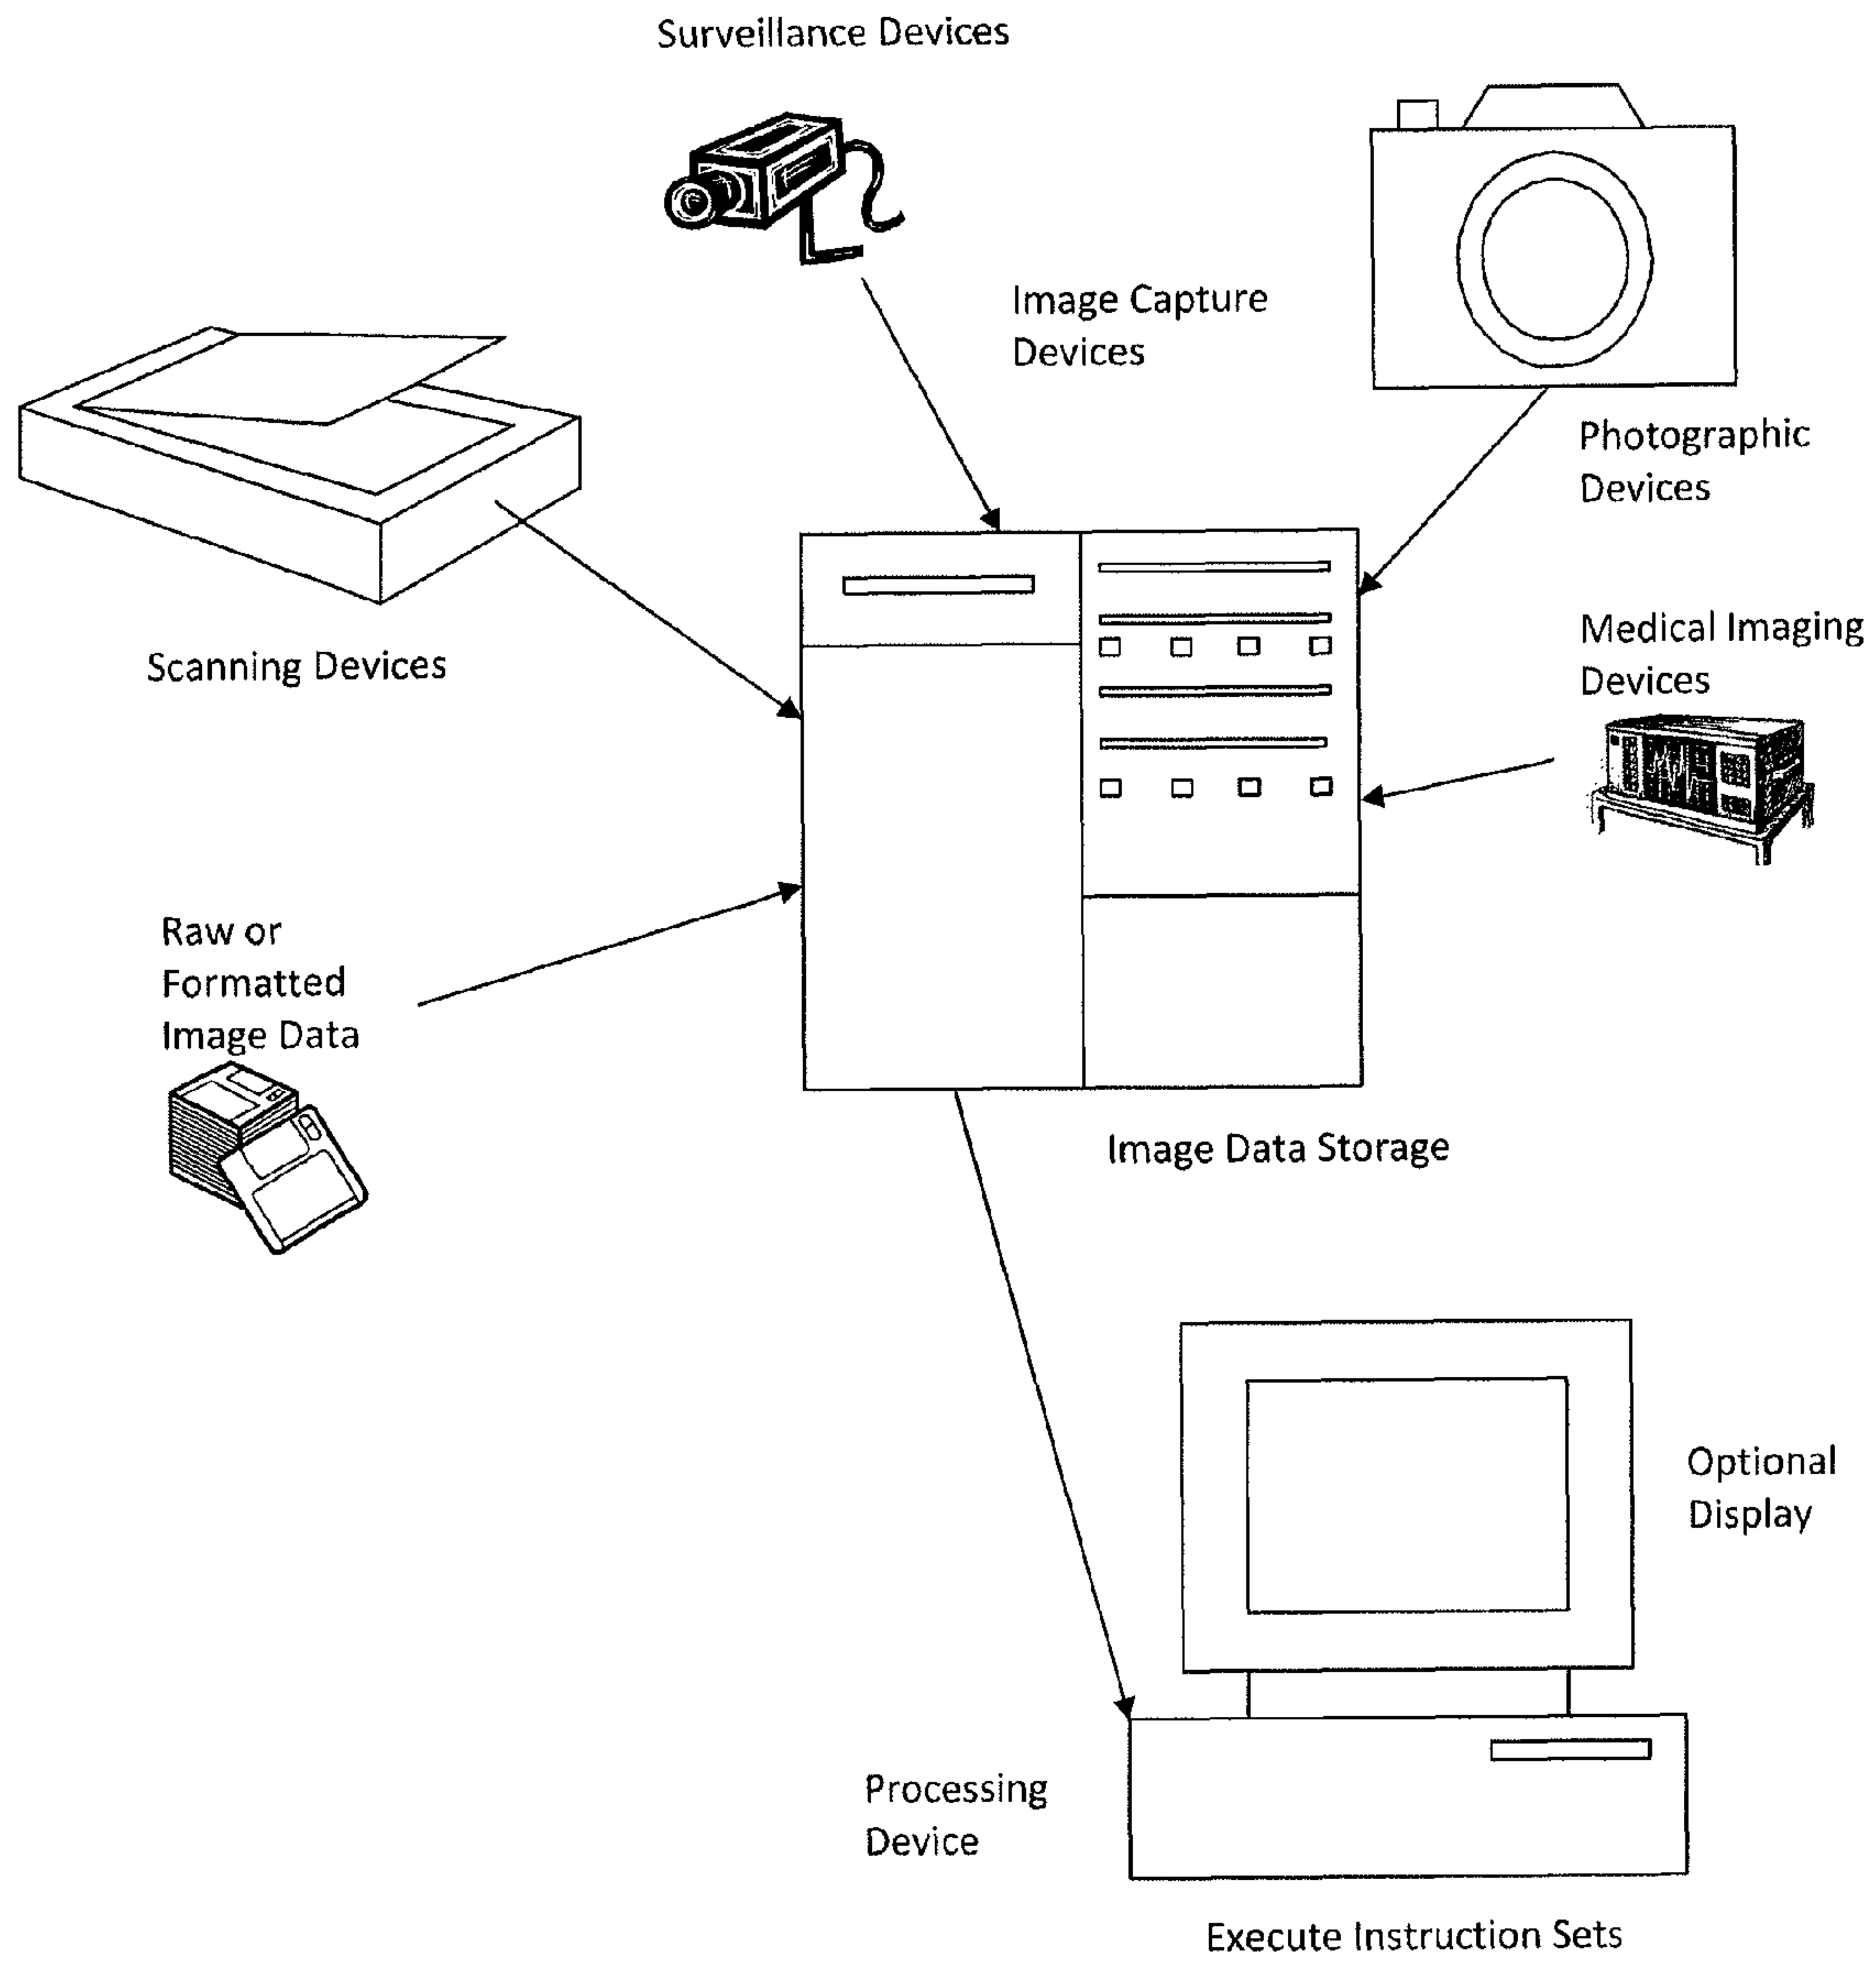 Surveillance Devices
Image Capture
Devices
Photographic
Devices
Scanning Devices
Medical Imaging
Devices
Raw or
Formatted
Image Data
Image Data Storage
Optional
Display
Processing
Device
Execute Instruction Sets